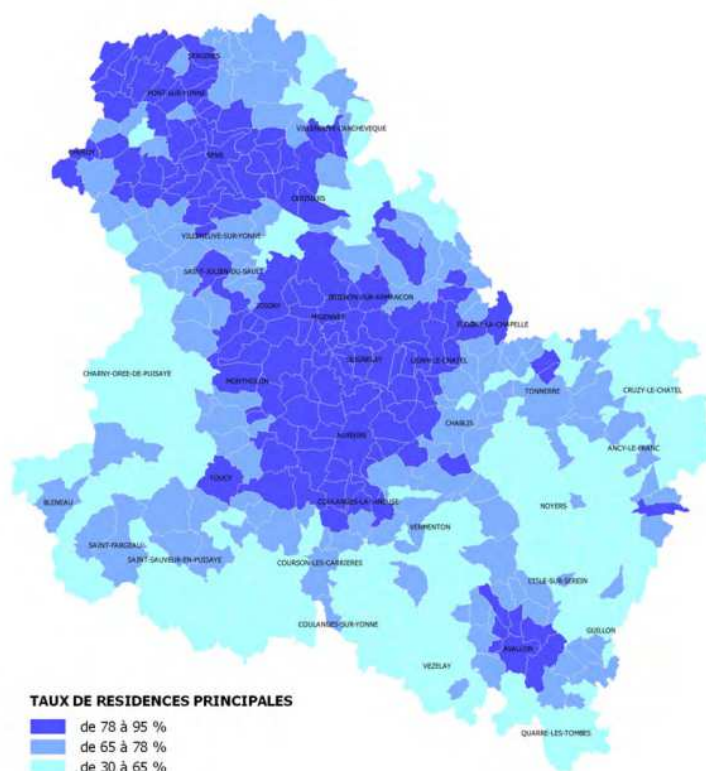 SERGINES
PONT-SUR-YONNE
VILLENEUVE-L'ARCHEVEQUE
SENS
CERISIERS
VILLENEUVE-SUR-YONNE
SAINT-JULIEN-DU-SAULT
JOIGNY
BRIENON-SUR-ARMANCON
MIGENNES
FLOGNY-LA-CHAPELLE
SEIGNELAY
LIGNY-LE-CHATEL
CHARNY-OREE-DE-PUISAYE
MONTHOLON
TONNERRE
CRUZY-LE-CHATEL
CHABLIS
AUXERRE
ANCY-LE-FRANC
TOUCY
BLENEAU
COULANGES-LA-VINEUSE
NOYERS
VERMENTON
SAINT-FARGEAU
SAINT-SAUVEUR-EN-PUISAYE
COURSON-LES-CARRIERES
L'ISLE-SUR-SEREIN
COULANGES-SUR-YONNE
GUILLON
AVALLON
VEZELAY
QUARRE-LES-TOMBES
TAUX DE RESIDENCES PRINCIPALES
de 78 à 95 %
de 65 à 78 %
de 30 à 65 %